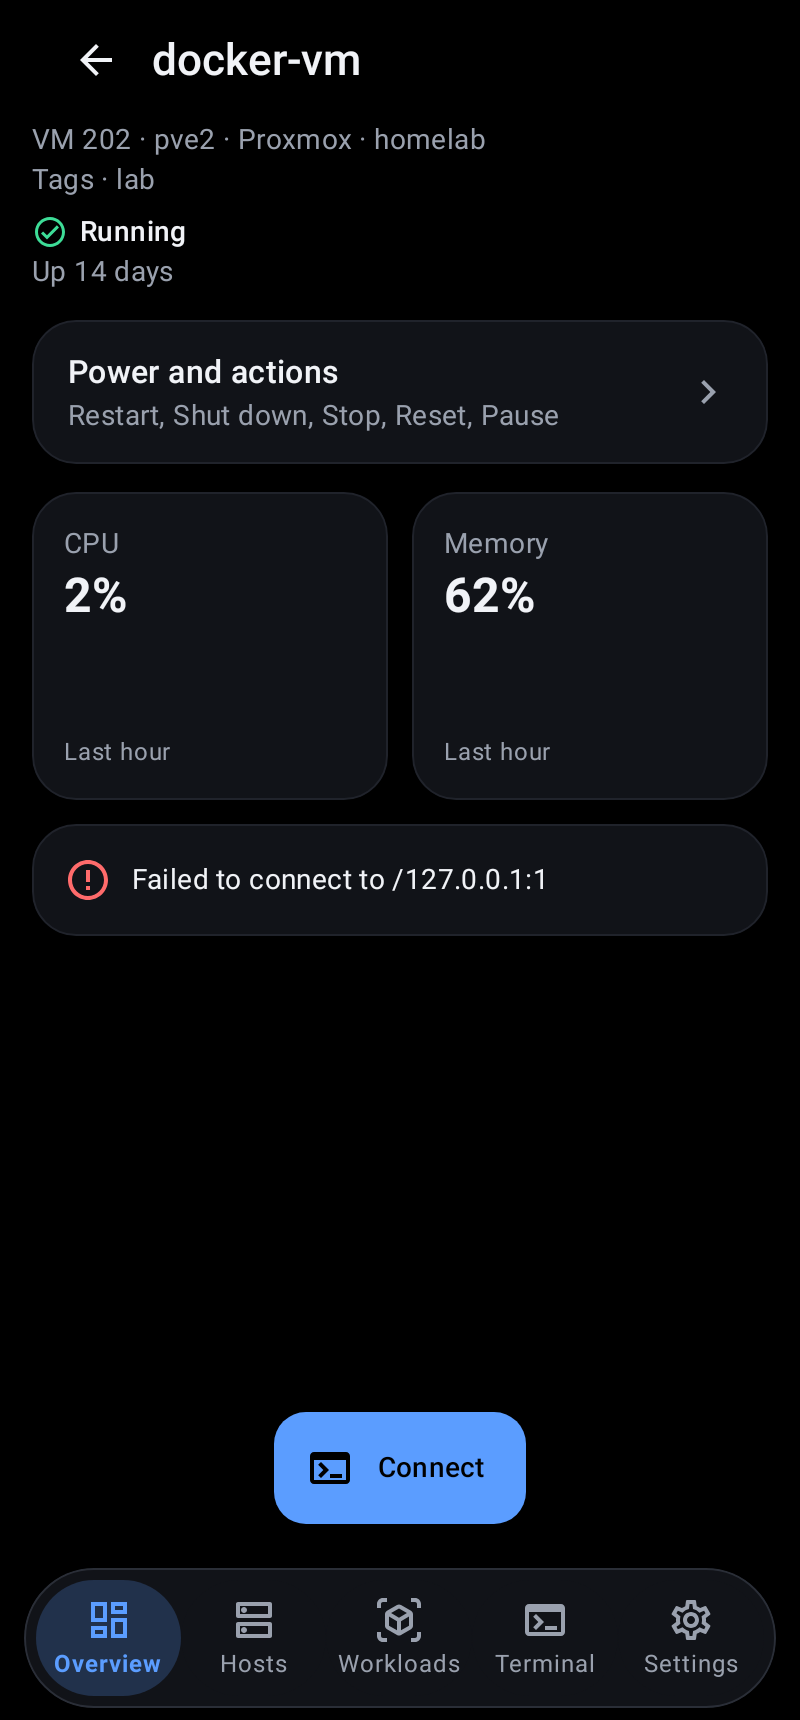 docker-vm
VM 202 · pve2 · Proxmox · homelab
Tags · lab
Running
Up 14 days
Power and actions
Restart, Shut down, Stop, Reset, Pause
CPU
2%
Last hour
Memory
62%
Last hour
Failed to connect to /127.0.0.1:1
Connect
Overview
Hosts
Workloads
Terminal
Settings